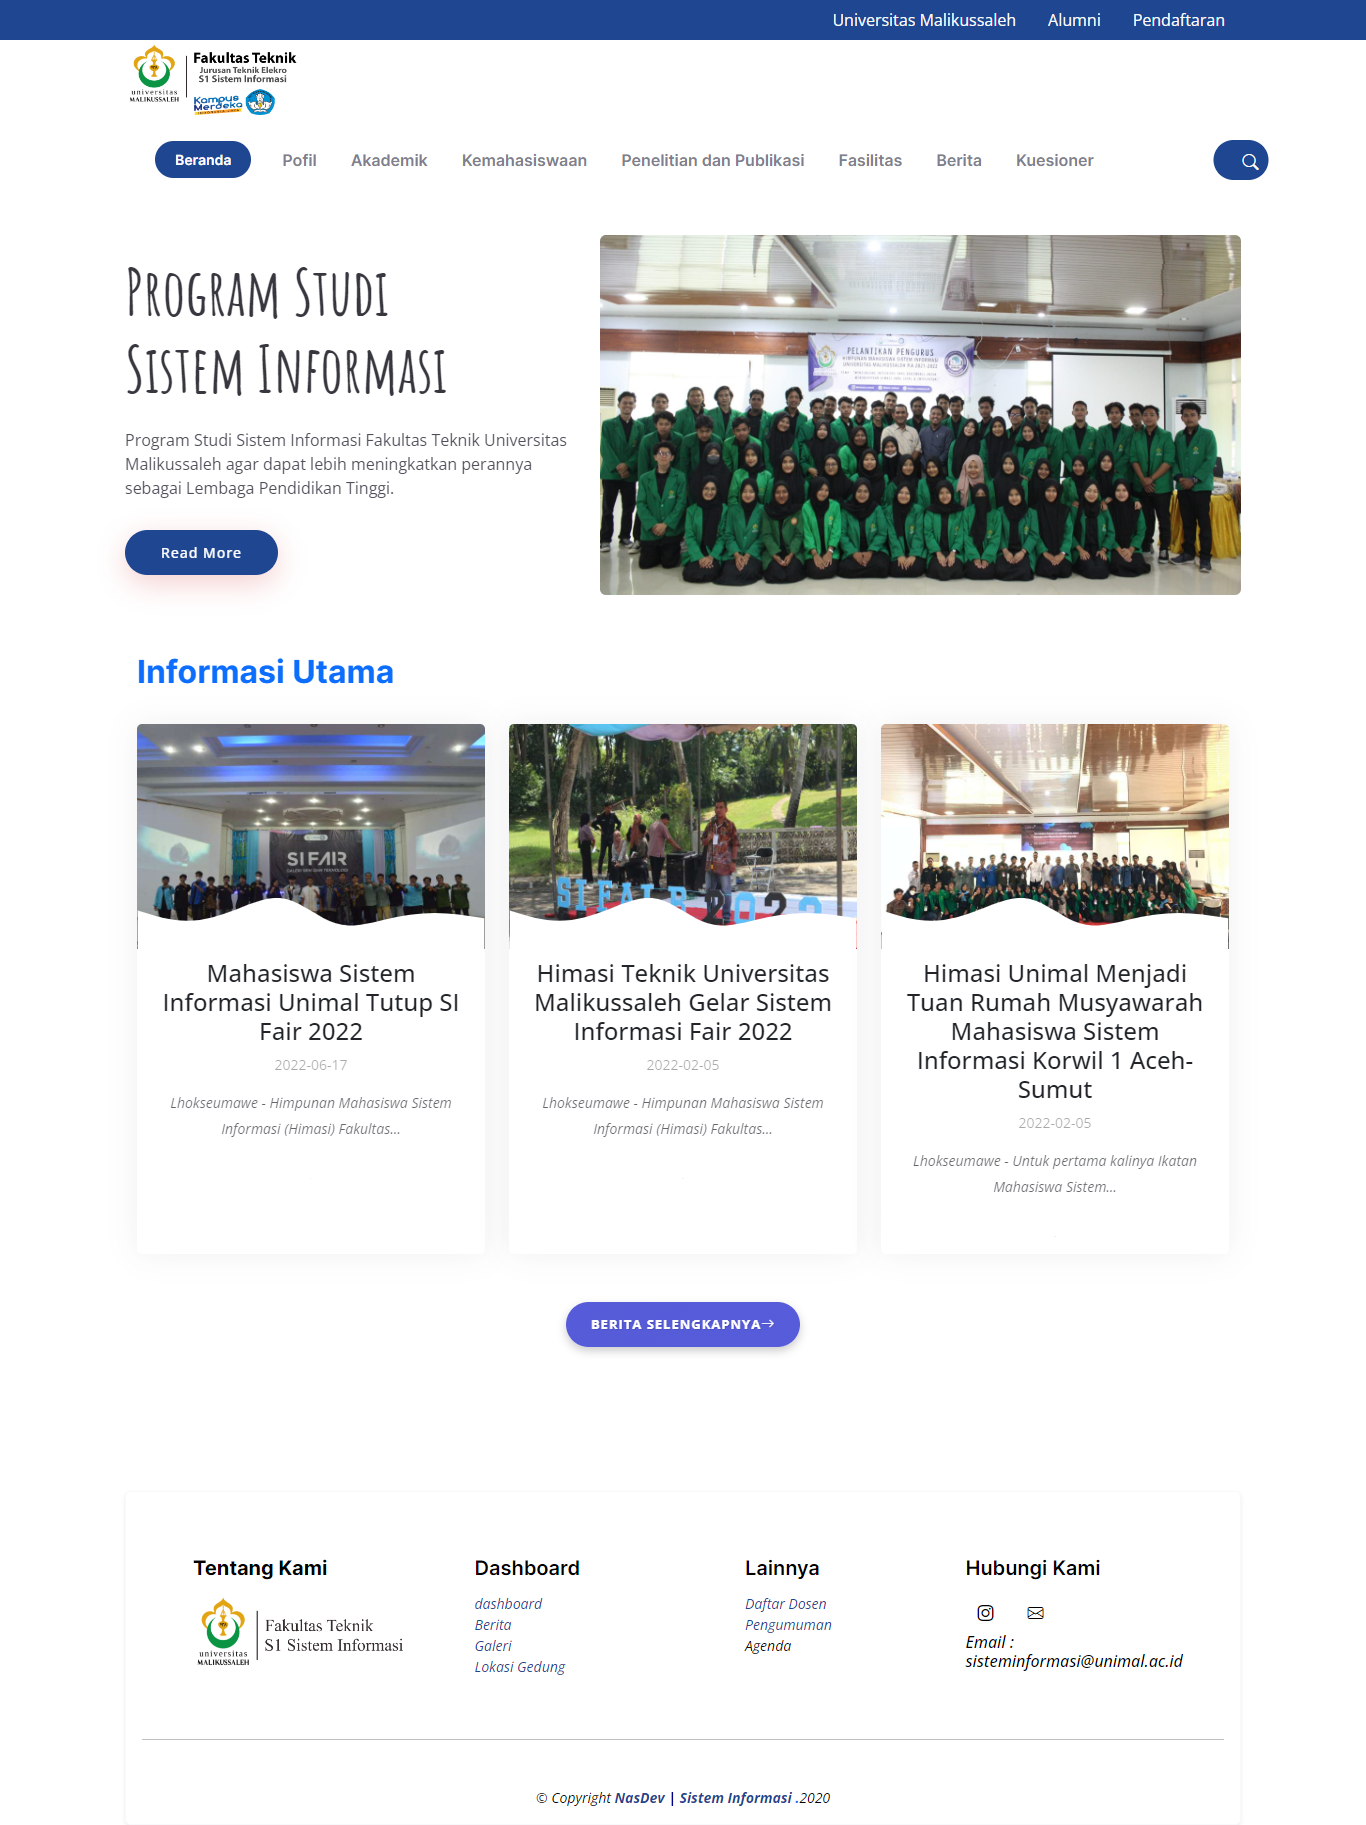 Universitas Malikussaleh Alumni Pendaftaran
Fakultas Teknik
Jurusan Teknik Elekro
S1 Sistem Informasi
universitas
MALIKUSSALEH
Kampus
Merdeka
Beranda Pofil Akademik Kemahasiswaan Penelitian dan Publikasi Fasilitas Berita Kuesioner
Program Studi
Sistem Informasi
Program Studi Sistem Informasi Fakultas Teknik Universitas
Malikussaleh agar dapat lebih meningkatkan perannya
sebagai Lembaga Pendidikan Tinggi.
Read More
PELANTIKAN PENGURUS
HIMPUNAN MAHASISWA SISTEM INFORMASI
UNIVERSITAS MALIKUSSALEH P.A 2021-2022
Informasi Utama
SI FAIR
SI FAIR 2022
Mahasiswa Sistem
Informasi Unimal Tutup SI
Fair 2022
2022-06-17
Lhokseumawe - Himpunan Mahasiswa Sistem
Informasi (Himasi) Fakultas...
Himasi Teknik Universitas
Malikussaleh Gelar Sistem
Informasi Fair 2022
2022-02-05
Lhokseumawe - Himpunan Mahasiswa Sistem
Informasi (Himasi) Fakultas...
Himasi Unimal Menjadi
Tuan Rumah Musyawarah
Mahasiswa Sistem
Informasi Korwil 1 Aceh-
Sumut
2022-02-05
Lhokseumawe - Untuk pertama kalinya Ikatan
Mahasiswa Sistem...
BERITA SELENGKAPNYA
Tentang Kami
universitas
MALIKUSSALEH
Fakultas Teknik
S1 Sistem Informasi
Dashboard
dashboard
Berita
Galeri
Lokasi Gedung
Lainnya
Daftar Dosen
Pengumuman
Agenda
Hubungi Kami
Email :
sisteminformasi@unimal.ac.id
© Copyright NasDev | Sistem Informasi .2020